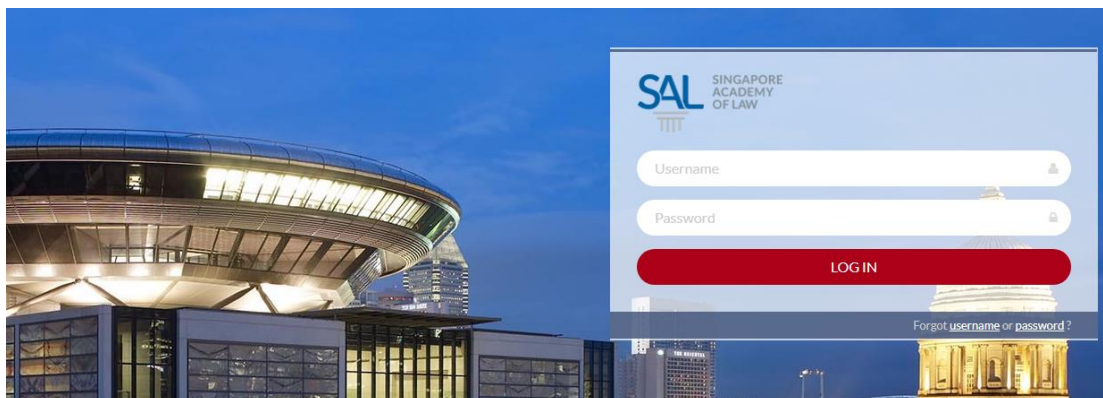 SAL
SINGAPORE
ACADEMY
OF LAW
Username
Password
LOG IN
Forgot username or password ?